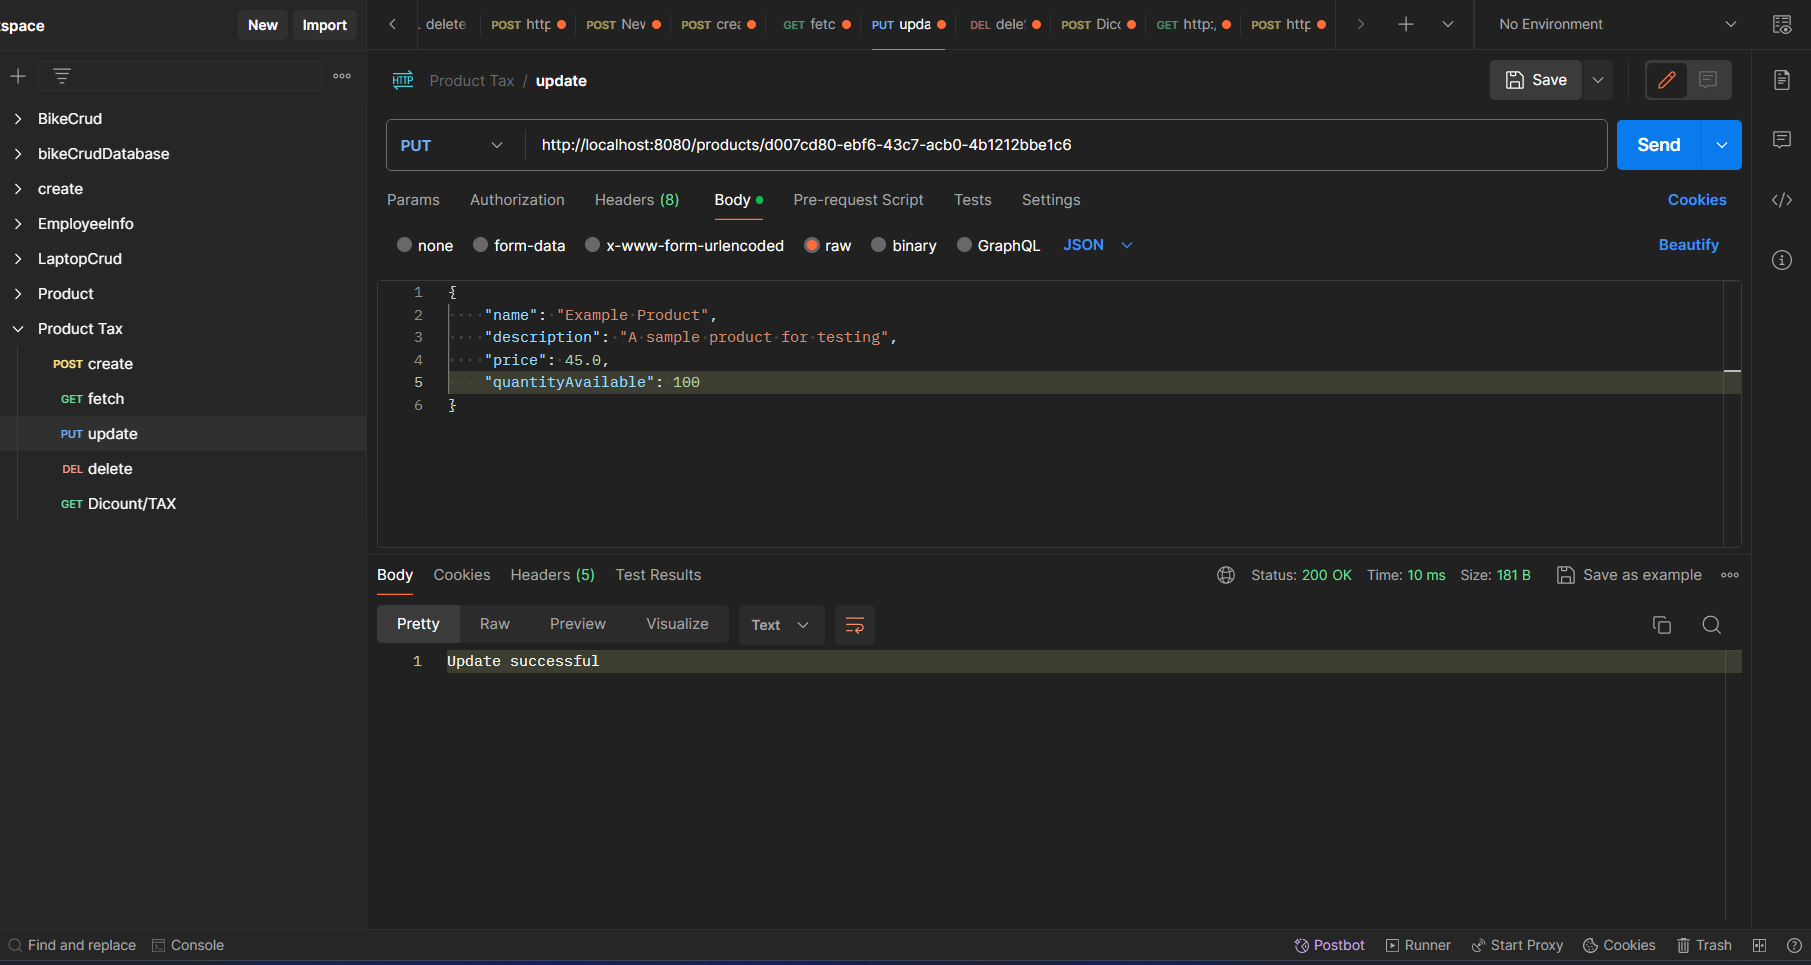 kspace New Import
delete POST http POST Nev POST crea GET fetc PUT upda DEL dele POST Dicc GET http:, POST http No Environment
HTTP Product Tax / update Save
BikeCrud
bikeCrudDatabase
create
EmployeeInfo
LaptopCrud
Product
Product Tax
POST create
GET fetch
PUT update
DEL delete
GET Dicount/TAX
PUT http://localhost:8080/products/d007cd80-ebf6-43c7-acb0-4b1212bbe1c6 Send
Params Authorization Headers (8) Body Pre-request Script Tests Settings Cookies
none form-data x-www-form-urlencoded raw binary GraphQL JSON Beautify
1 {
2 "name": "Example Product",
3 "description": "A sample product for testing",
4 "price": 45.0,
5 "quantityAvailable": 100
6 }
Body Cookies Headers (5) Test Results Status: 200 OK Time: 10 ms Size: 181 B Save as example
Pretty Raw Preview Visualize Text
1 Update successful
Find and replace Console Postbot Runner Start Proxy Cookies Trash